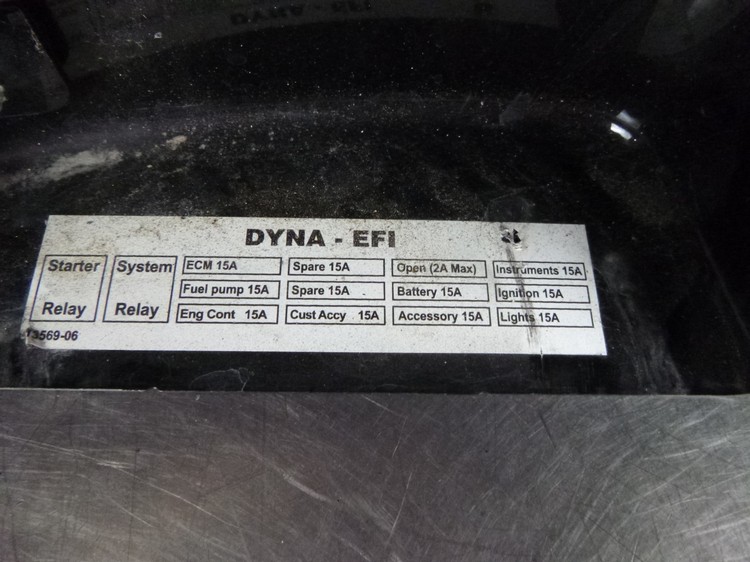 DYNA - EFI
Starter Relay
System Relay
ECM 15A
Spare 15A
Open (2A Max)
Instruments 15A
Fuel pump 15A
Spare 15A
Battery 15A
Ignition 15A
Eng Cont 15A
Cust Accy 15A
Accessory 15A
Lights 15A
569-06